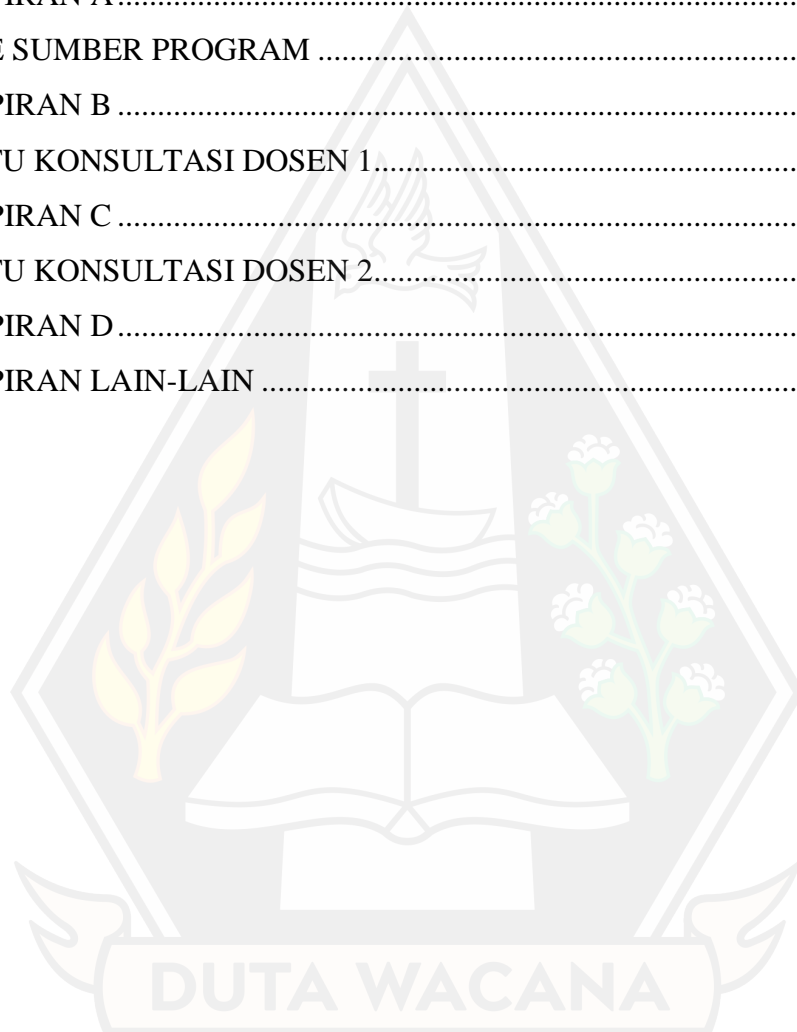 PIRAN A
E SUMBER PROGRAM
PIRAN B
TU KONSULTASI DOSEN 1
PIRAN C
TU KONSULTASI DOSEN 2
PIRAN D
PIRAN LAIN-LAIN
DUTA WACANA